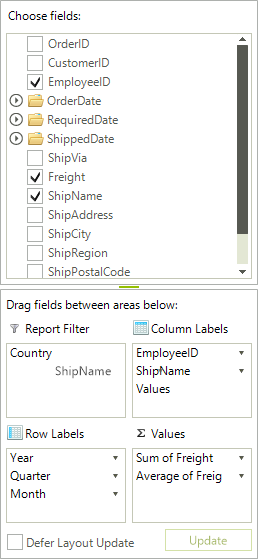 Choose fields:
OrderID
CustomerID
EmployeeID
OrderDate
RequiredDate
ShippedDate
ShipVia
Freight
ShipName
ShipAddress
ShipCity
ShipRegion
ShipPostalCode
Drag fields between areas below:
Report Filter
Country
ShipName
Column Labels
EmployeeID
ShipName
Values
Row Labels
Year
Quarter
Month
Σ Values
Sum of Freight
Average of Freig
Defer Layout Update
Update